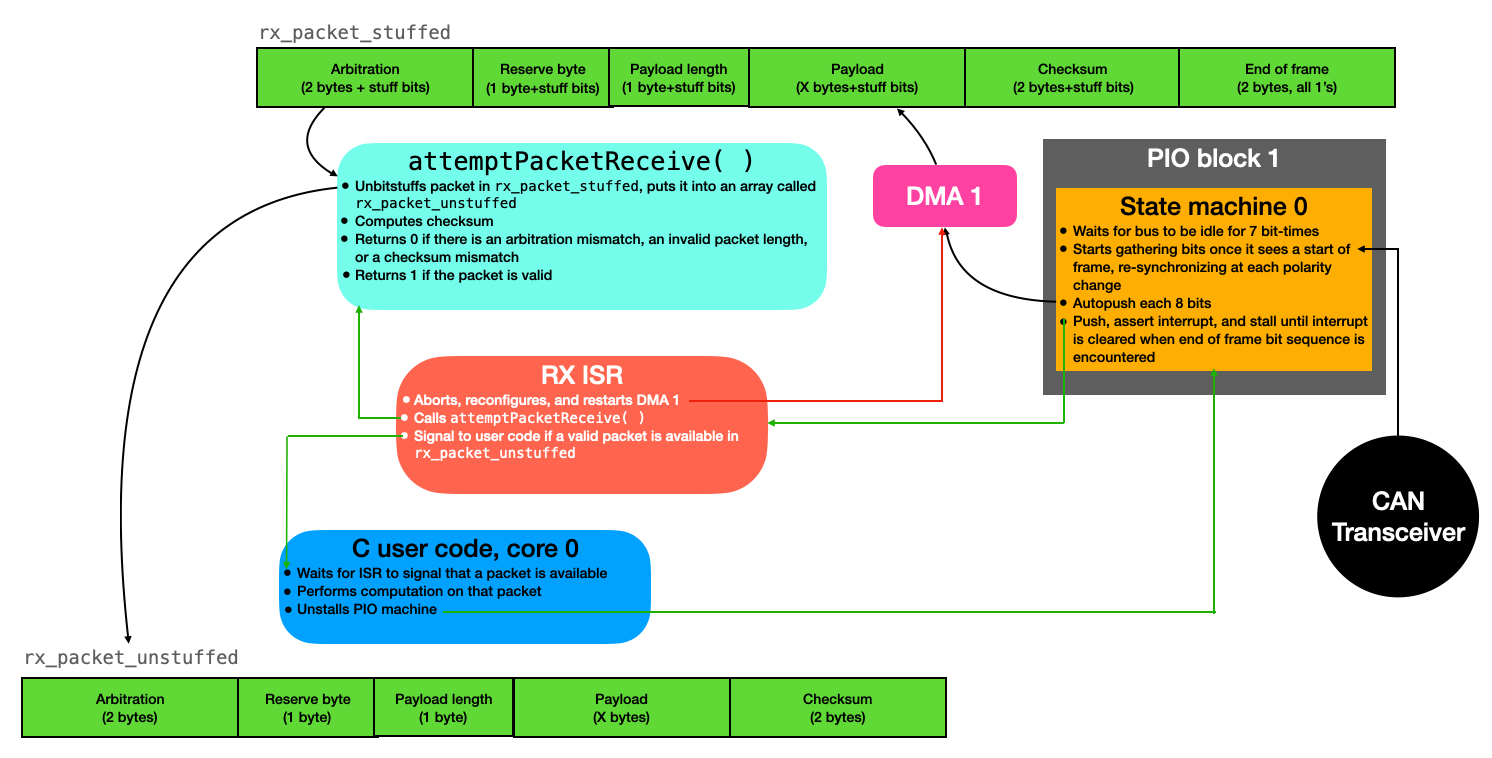 rx_packet_stuffed
Arbitration
(2 bytes + stuff bits)
Reserve byte
(1 byte+stuff bits)
Payload length
(1 byte+stuff bits)
Payload
(X bytes+stuff bits)
Checksum
(2 bytes+stuff bits)
End of frame
(2 bytes, all 1's)
attemptPacketReceive( )
• Unbitstuffs packet in rx_packet_stuffed, puts it into an array called
rx_packet_unstuffed
• Computes checksum
• Returns 0 if there is an arbitration mismatch, an invalid packet length,
or a checksum mismatch
• Returns 1 if the packet is valid
DMA 1
PIO block 1
State machine 0
• Waits for bus to be idle for 7 bit-times
• Starts gathering bits once it sees a start of
frame, re-synchronizing at each polarity
change
• Autopush each 8 bits
• Push, assert interrupt, and stall until interrupt
is cleared when end of frame bit sequence is
encountered
RX ISR
• Aborts, reconfigures, and restarts DMA 1
• Calls attemptPacketReceive( )
• Signal to user code if a valid packet is available in
rx_packet_unstuffed
CAN
Transceiver
C user code, core 0
• Waits for ISR to signal that a packet is available
• Performs computation on that packet
• Unstalls PIO machine
rx_packet_unstuffed
Arbitration
(2 bytes)
Reserve byte
(1 byte)
Payload length
(1 byte)
Payload
(X bytes)
Checksum
(2 bytes)